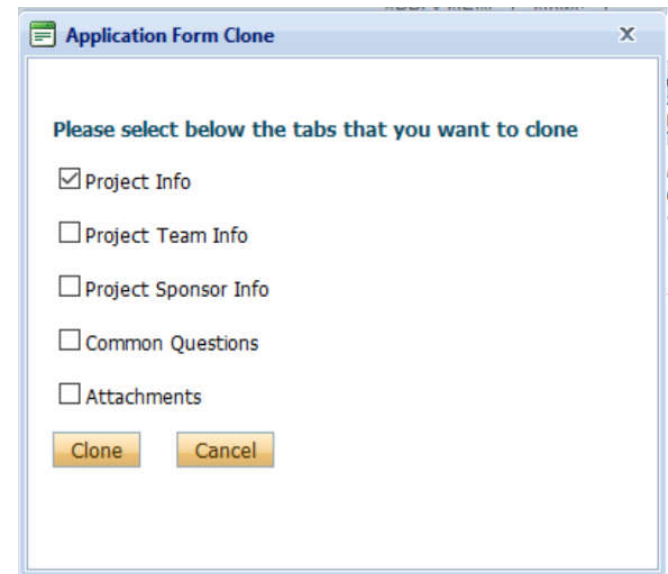 Application Form Clone
x
Please select below the tabs that you want to clone
Project Info
Project Team Info
Project Sponsor Info
Common Questions
Attachments
Clone Cancel